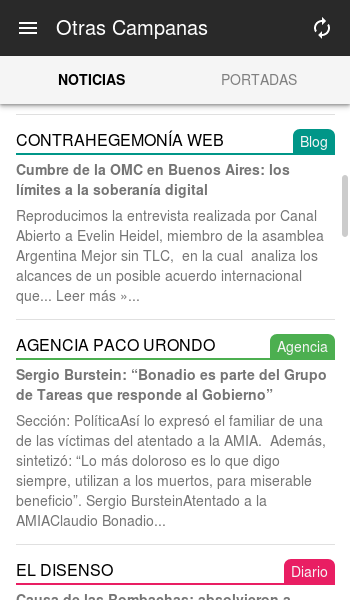 Otras Campanas
NOTICIAS
PORTADAS
CONTRAHEGEMONÍA WEB
Blog
Cumbre de la OMC en Buenos Aires: los
límites a la soberanía digital
Reproducimos la entrevista realizada por Canal
Abierto a Evelin Heidel, miembro de la asamblea
Argentina Mejor sin TLC,  en la cual  analiza los
alcances de un posible acuerdo internacional
que... Leer más »...
AGENCIA PACO URONDO
Agencia
Sergio Burstein: “Bonadio es parte del Grupo
de Tareas que responde al Gobierno”
Sección: PolíticaAsí lo expresó el familiar de una
de las víctimas del atentado a la AMIA.  Además,
sintetizó: “Lo más doloroso es lo que digo
siempre, utilizan a los muertos, para miserable
beneficio”. Sergio BursteinAtentado a la
AMIAClaudio Bonadio...
EL DISENSO
Diario
Causa de las Bombachas: absolvieron a